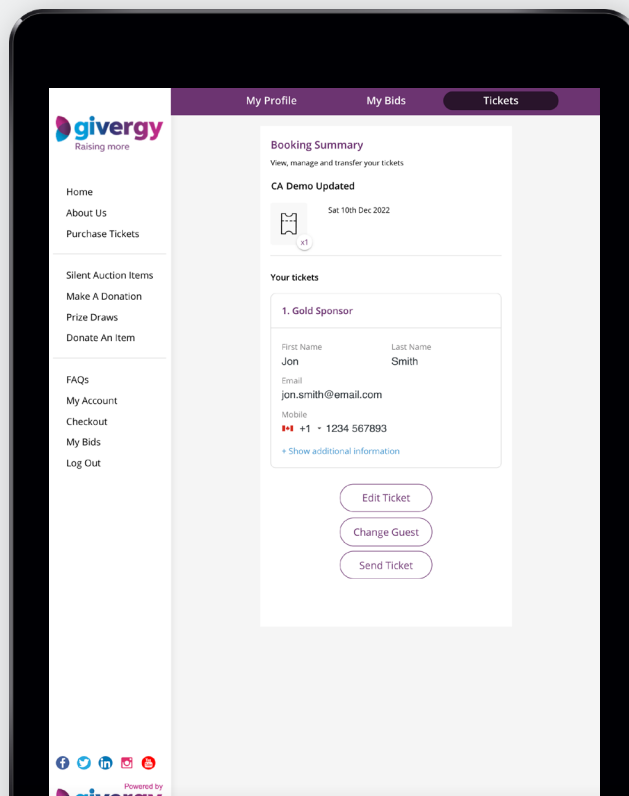 My Profile
My Bids
Tickets
givergy
Raising more
Home
About Us
Purchase Tickets
Silent Auction Items
Make A Donation
Prize Draws
Donate An Item
FAQs
My Account
Checkout
My Bids
Log Out
Booking Summary
View, manage and transfer your tickets
CA Demo Updated
Sat 10th Dec 2022
x1
Your tickets
1. Gold Sponsor
First Name
Last Name
Jon
Smith
Email
jon.smith@email.com
Mobile
+1 1234 567893
+ Show additional information
Edit Ticket
Change Guest
Send Ticket
Powered by
givergy